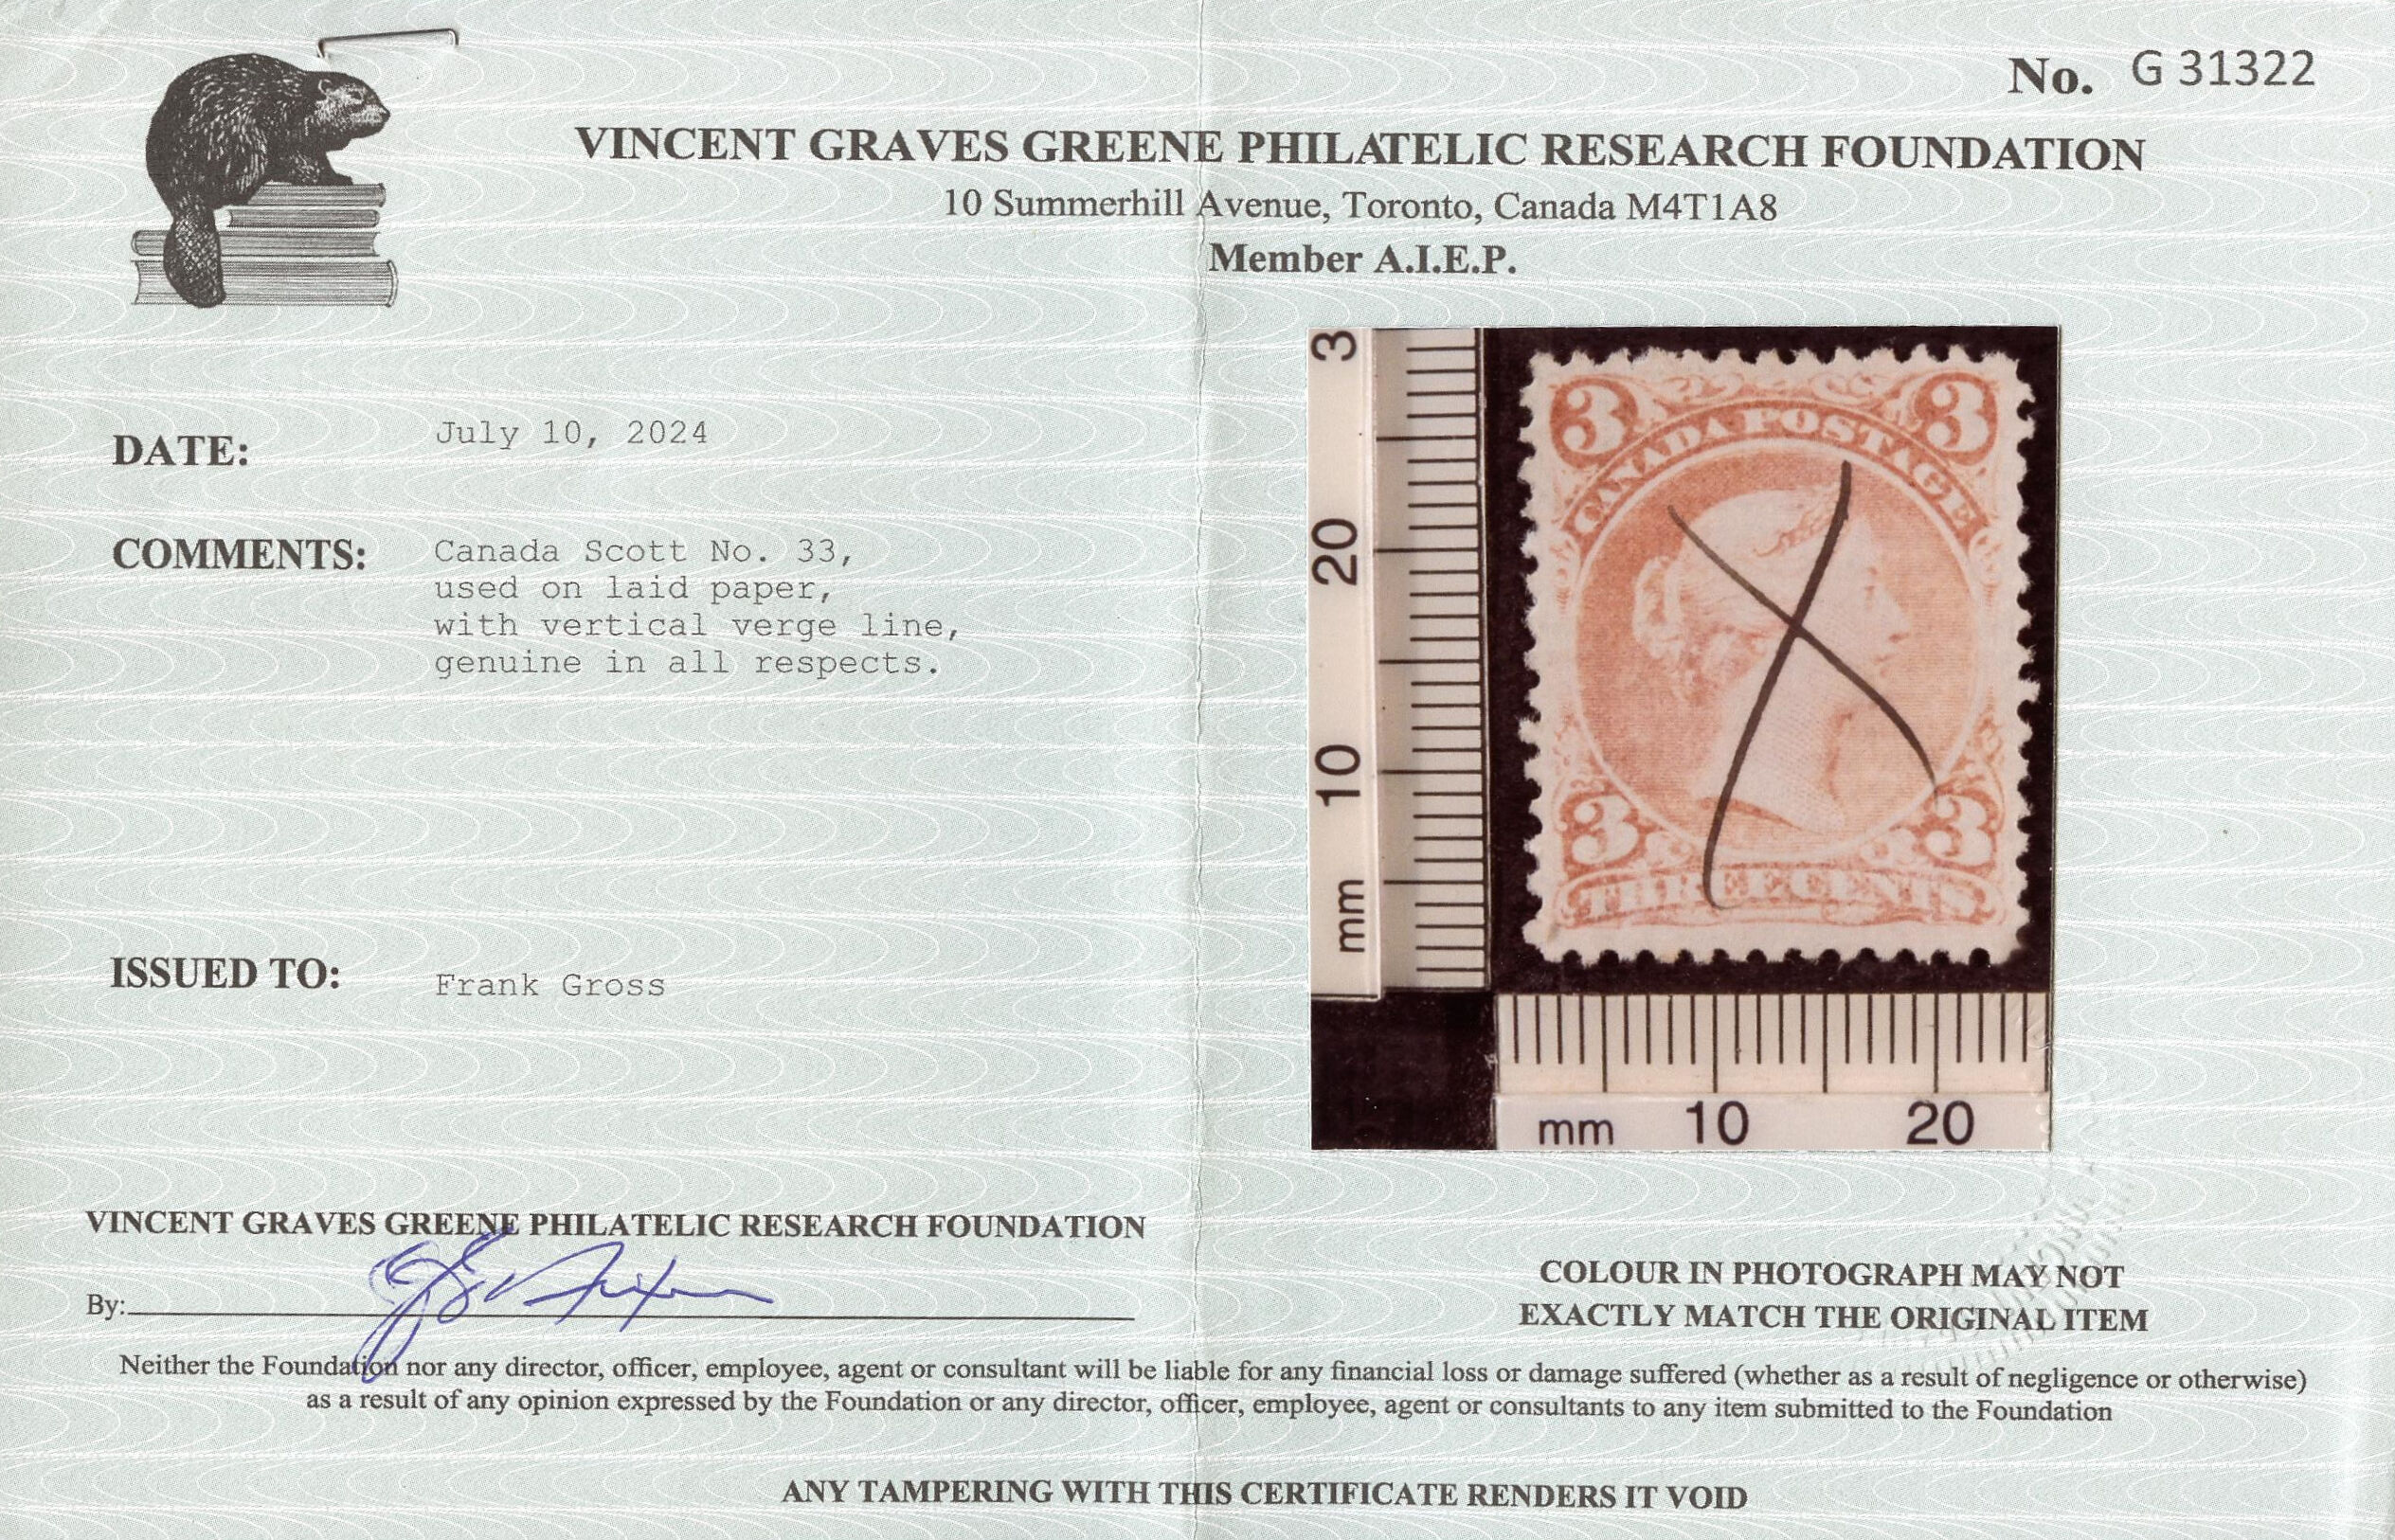 No. G 31322
VINCENT GRAVES GREENE PHILATELIC RESEARCH FOUNDATION
10 Summerhill Avenue, Toronto, Canada M4T1A8
Member A.I.E.P.
DATE: July 10, 2024
COMMENTS: Canada Scott No. 33,
used on laid paper,
with vertical verge line,
genuine in all respects.
ISSUED TO: Frank Gross
3
20
10
mm
3 3
CANADA POSTAGE
3 3
THREE CENTS
mm 10 20
VINCENT GRAVES GREENE PHILATELIC RESEARCH FOUNDATION
By:
COLOUR IN PHOTOGRAPH MAY NOT
EXACTLY MATCH THE ORIGINAL ITEM
Neither the Foundation nor any director, officer, employee, agent or consultant will be liable for any financial loss or damage suffered (whether as a result of negligence or otherwise)
as a result of any opinion expressed by the Foundation or any director, officer, employee, agent or consultants to any item submitted to the Foundation
ANY TAMPERING WITH THIS CERTIFICATE RENDERS IT VOID